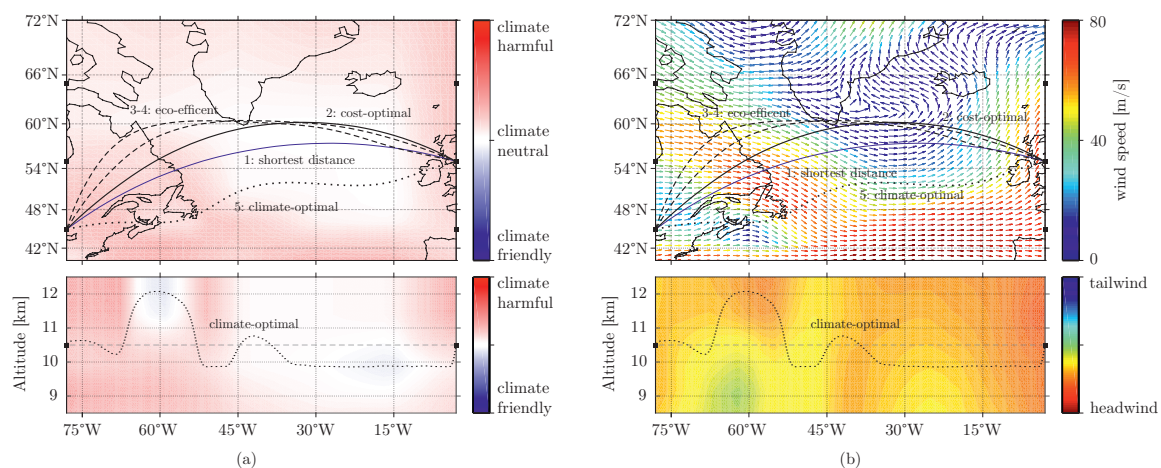 72°N
66°N
60°N
54°N
48°N
42°N
3-4: eco-efficent
2: cost-optimal
1: shortest distance
5: climate-optimal
climate
harmful
climate
neutral
climate
friendly
Altitude [km]
12
11
10
9
climate-optimal
climate
harmful
climate
friendly
75°W
60°W
45°W
30°W
15°W
(a)
72°N
66°N
60°N
54°N
48°N
42°N
3-4: eco-efficent
2: cost-optimal
1: shortest distance
5: climate-optimal
80
40
0
wind speed [m/s]
Altitude [km]
12
11
10
9
climate-optimal
tailwind
headwind
75°W
60°W
45°W
30°W
15°W
(b)